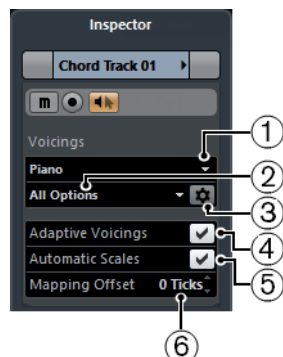 Inspector
Chord Track 01
m
Voicings
Piano
1
All Options
2
3
Adaptive Voicings
4
Automatic Scales
5
Mapping Offset 0 Ticks
6